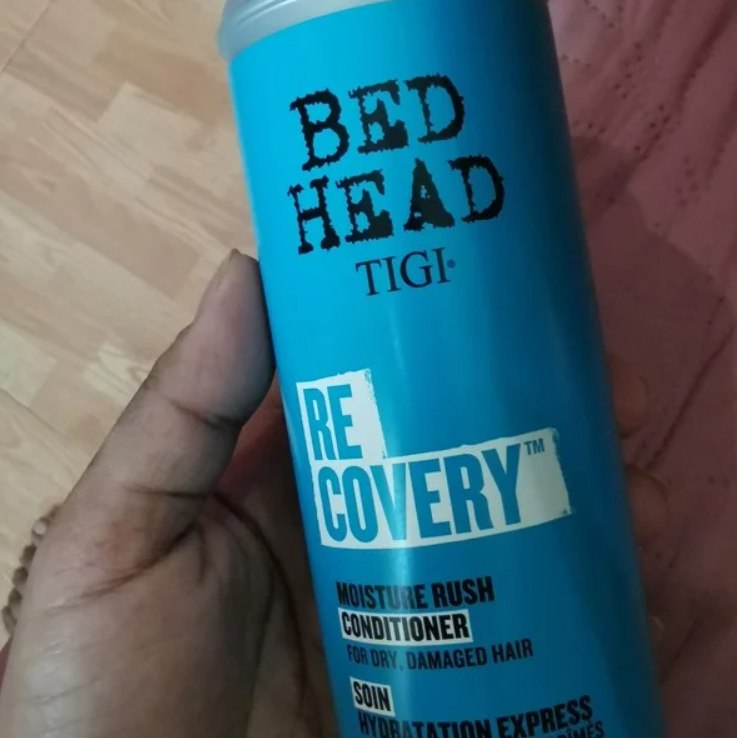 BED
HEAD
TIGI®
RE
COVERY™
MOISTURE RUSH
CONDITIONER
FOR DRY, DAMAGED HAIR
SOIN
HYDRATATION EXPRESS